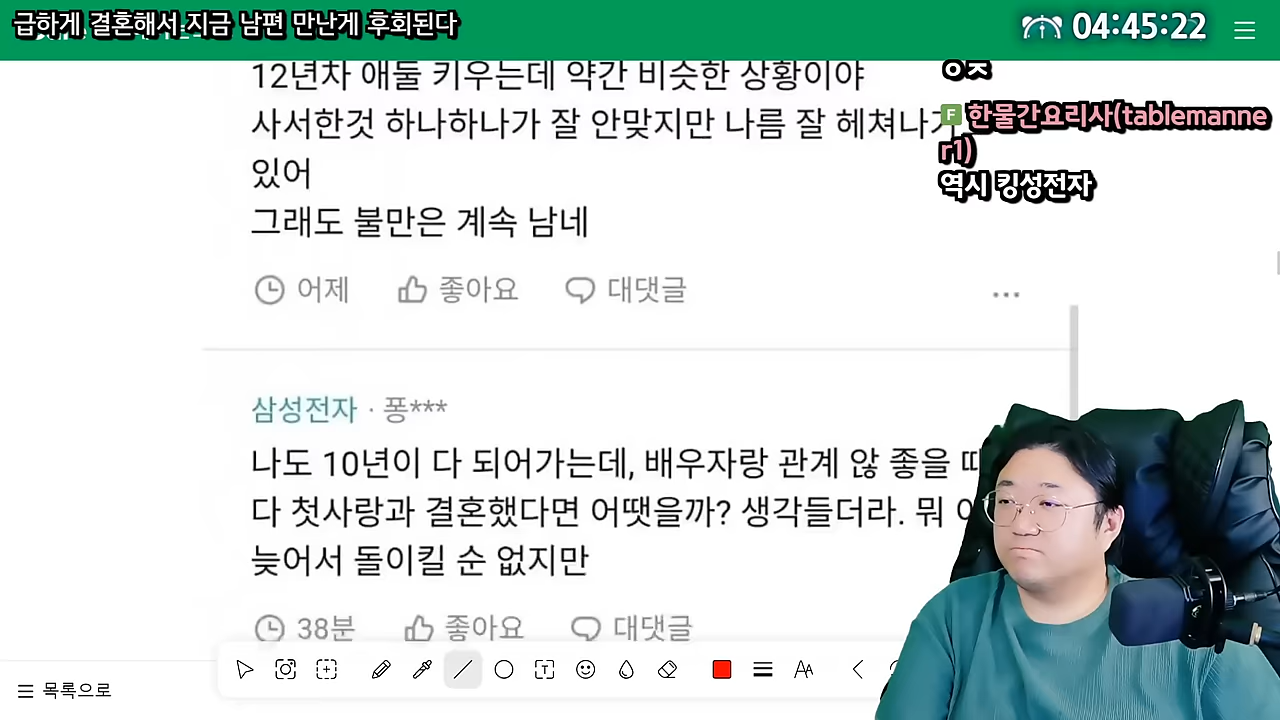 급하게 결혼해서 지금 남편 만난게 후회된다
04:45:22
12년차 애둘 키우는데 약간 비슷한 상황이야
사서한것 하나하나가 잘 안맞지만 나름 잘 헤쳐나가
있어
그래도 불만은 계속 남네
어제 좋아요 대댓글
F 한물간요리사(tablemanne
r1)
역시 킹성전자
삼성전자 · 퐁***
나도 10년이 다 되어가는데, 배우자랑 관계 않 좋을
다 첫사랑과 결혼했다면 어땟을까? 생각들더라. 뭐
늦어서 돌이킬 순 없지만
38분 좋아요 대댓글
목록으로